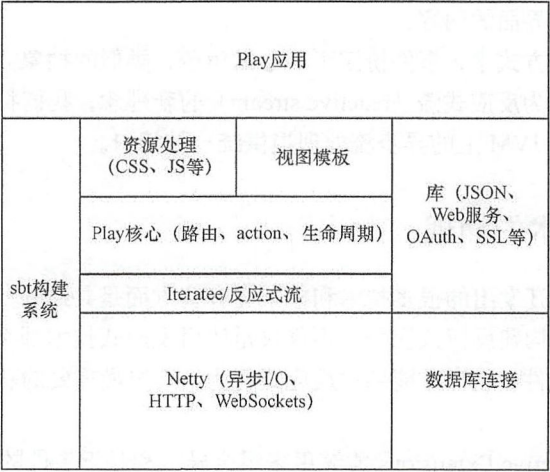 Play应用
资源处理
(CSS、JS等)
视图模板
库（JSON、
Web服务、
OAuth、SSL等）
Play核心（路由、action、生命周期）
sbt构建
系统
Iteratee/反应式流
Netty（异步I/O、
HTTP、WebSockets）
数据库连接